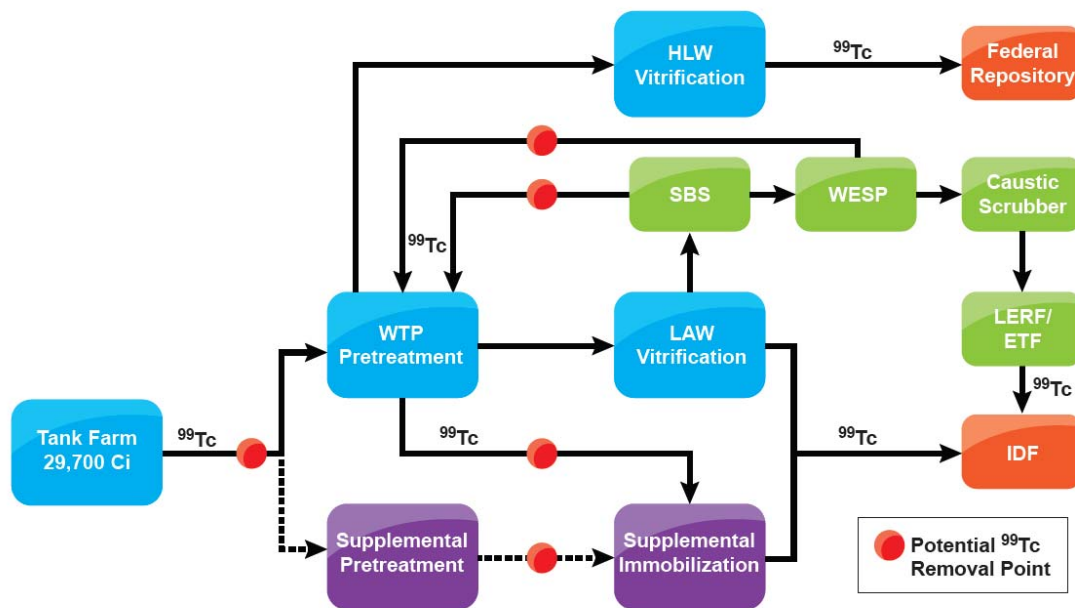 HLW
Vitrification
⁹⁹Tc
Federal
Repository
SBS
WESP
Caustic
Scrubber
⁹⁹Tc
WTP
Pretreatment
LAW
Vitrification
LERF/
ETF
⁹⁹Tc
Tank Farm
29,700 Ci
⁹⁹Tc
⁹⁹Tc
⁹⁹Tc
IDF
Supplemental
Pretreatment
Supplemental
Immobilization
Potential ⁹⁹Tc
Removal Point